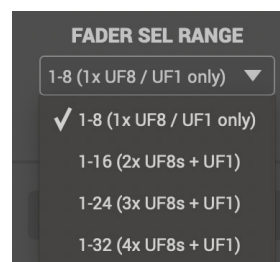 FADER SEL RANGE
1-8 (1x UF8 / UF1 only)
1-8 (1x UF8 / UF1 only)
1-16 (2x UF8s + UF1)
1-24 (3x UF8s + UF1)
1-32 (4x UF8s + UF1)